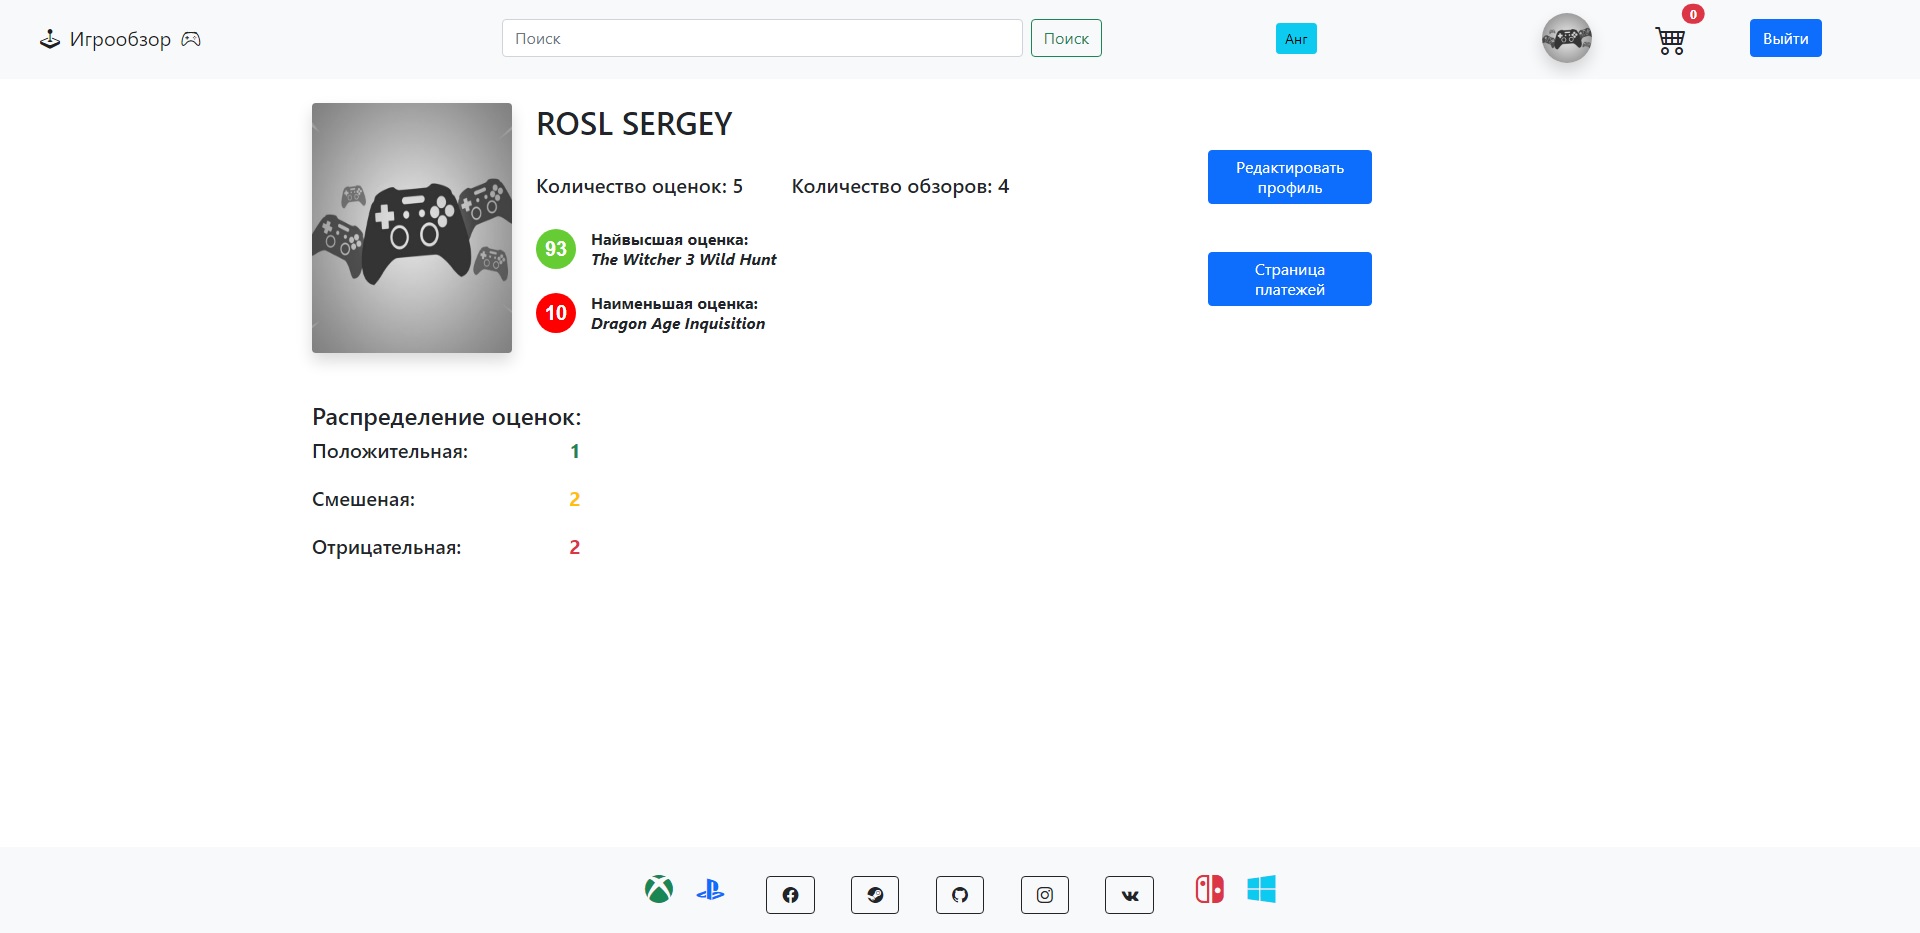 Игрообзор
Поиск
Поиск
Анг
0
Выйти
ROSL SERGEY
Количество оценок: 5
Количество обзоров: 4
93
Найвысшая оценка:
The Witcher 3 Wild Hunt
10
Наименьшая оценка:
Dragon Age Inquisition
Редактировать
профиль
Страница
платежей
Распределение оценок:
Положительная: 1
Смешеная: 2
Отрицательная: 2